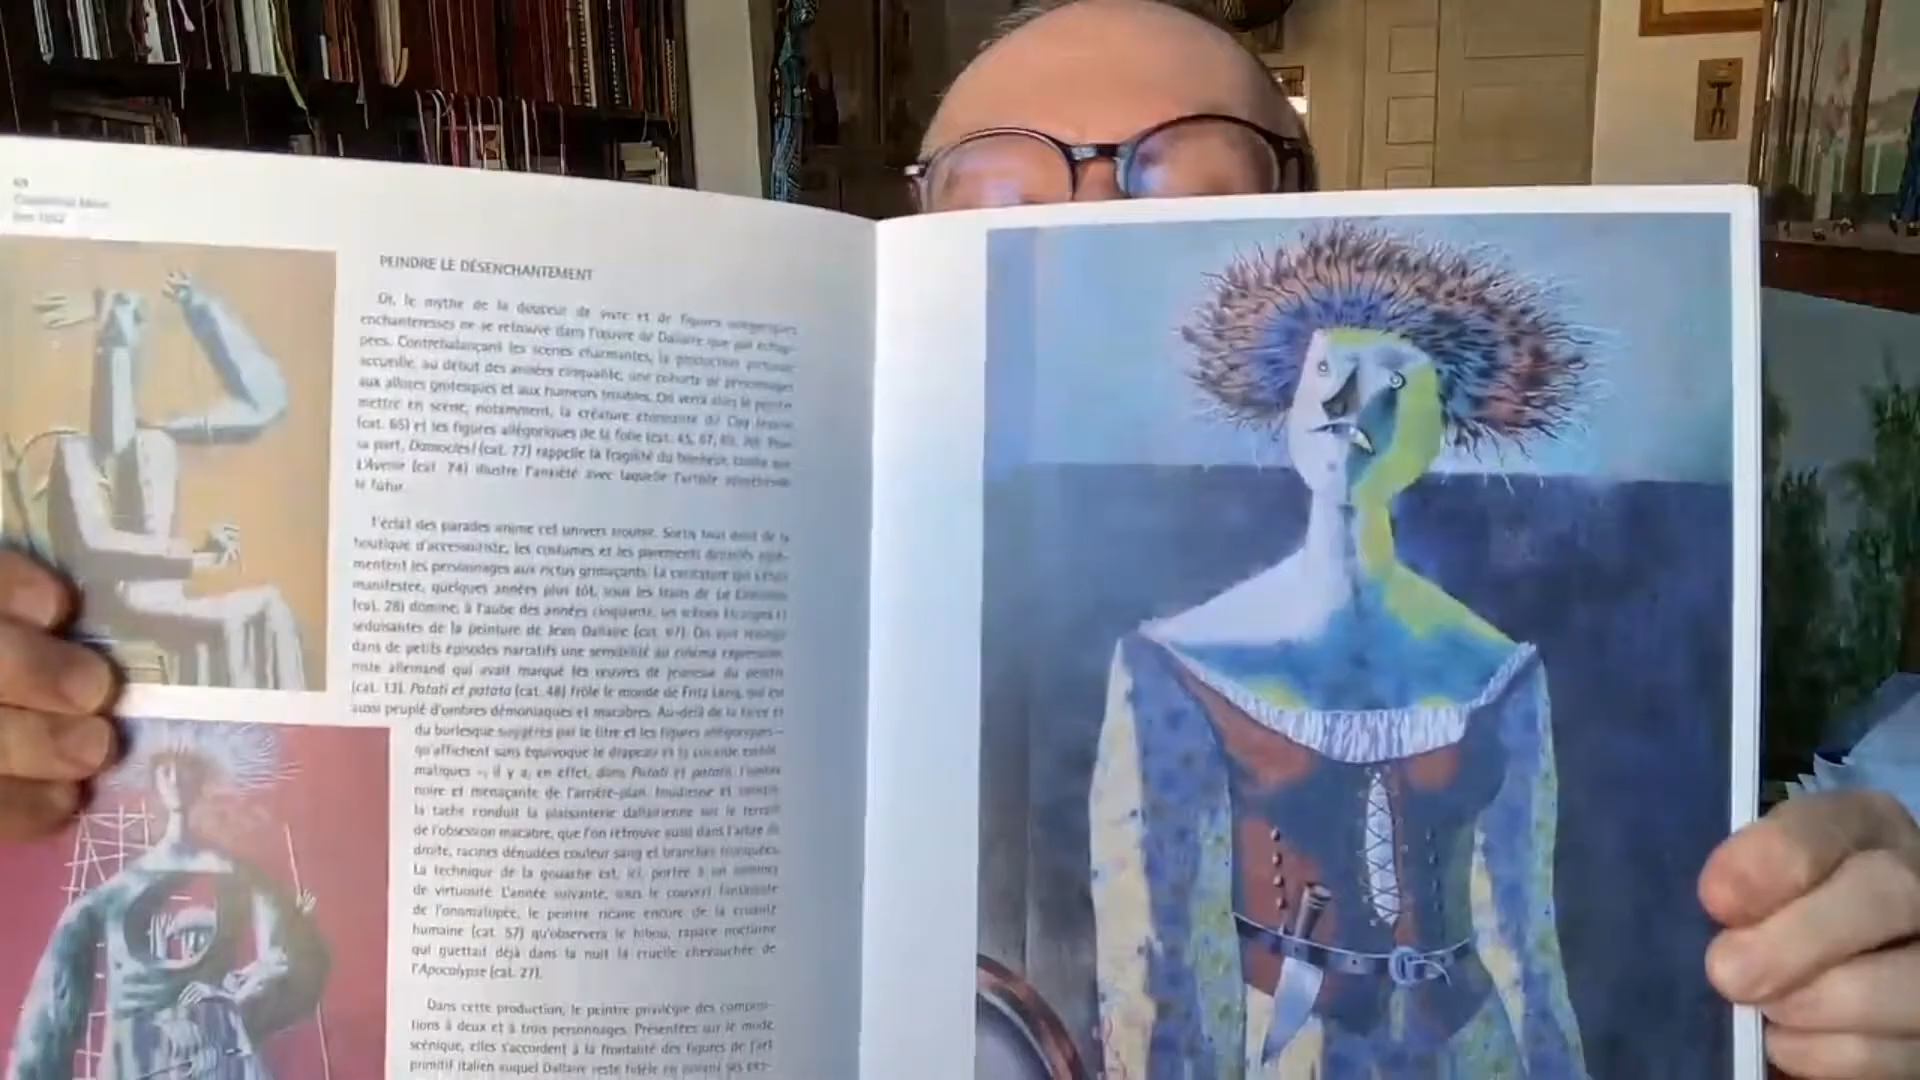 69
PEINDRE LE DÉSENCHANTEMENT
Or, le mythe de la douceur de vivre et de figures allégoriques
enchanteresses ne se retrouve dans l'œuvre de Dallaire que par échap-
pées. Contrebalançant les scènes charmantes, la production picturale
accueille, au début des années cinquante, une cohorte de personnages
aux allures grotesques et aux humeurs troubles. On verra alors le peintre
mettre en scène, notamment, la créature étonnante du Coq
(cat. 65) et les figures allégoriques de la folie (cat. 45, 67,
sa part, Damoclès! (cat. 77) rappelle la fragilité du bonheur, tandis que
L'Avenir (cat. 74) illustre l'anxiété avec laquelle l'artiste appréhende
le futur.
L'éclat des parades anime cet univers trouble. Sortis tout droit de la
boutique d'accessoiriste, les costumes et les parements
mentent les personnages aux rictus grimaçants. La caricature qui s'était
manifestée, quelques années plus tôt, sous les traits de
(cat. 28) domine, à l'aube des années cinquante, les scènes étranges et
séduisantes de la peinture de Jean Dallaire (cat. 67). On voit
dans de petits épisodes narratifs une sensibilité au cinéma expression-
niste allemand qui avait marqué les œuvres de jeunesse du peintre
(cat. 13). Patati et patata (cat. 48) frôle le monde de Fritz Lang, qui est
aussi peuplé d'ombres démoniaques et macabres. Au-delà de la farce et
du burlesque suggérés par le titre et les figures allégoriques –
qu'affichent sans équivoque le drapeau et la cocarde emblé-
matiques –, il y a, en effet, dans Patati et patata, l'ombre
noire et menaçante de l'arrière-plan. Insidieuse et
la tache conduit la plaisanterie dallairienne sur le terrain
de l'obsession macabre, que l'on retrouve aussi dans l'arbre de
droite, racines dénudées couleur sang et branches tronquées.
La technique de la gouache est, ici, portée à un sommet
de virtuosité. L'année suivante, sous le couvert fantaisiste
de l'onomatopée, le peintre ricane encore de la cruauté
humaine (cat. 57) qu'observera le hibou, rapace nocturne
qui guettait déjà dans la nuit la cruelle chevauchée de
l'Apocalypse (cat. 27).
Dans cette production, le peintre privilégie des composi-
tions à deux et à trois personnages. Présentées sur le mode
scénique, elles s'accordent à la frontalité des figures de l'art
primitif italien auquel Dallaire reste fidèle en